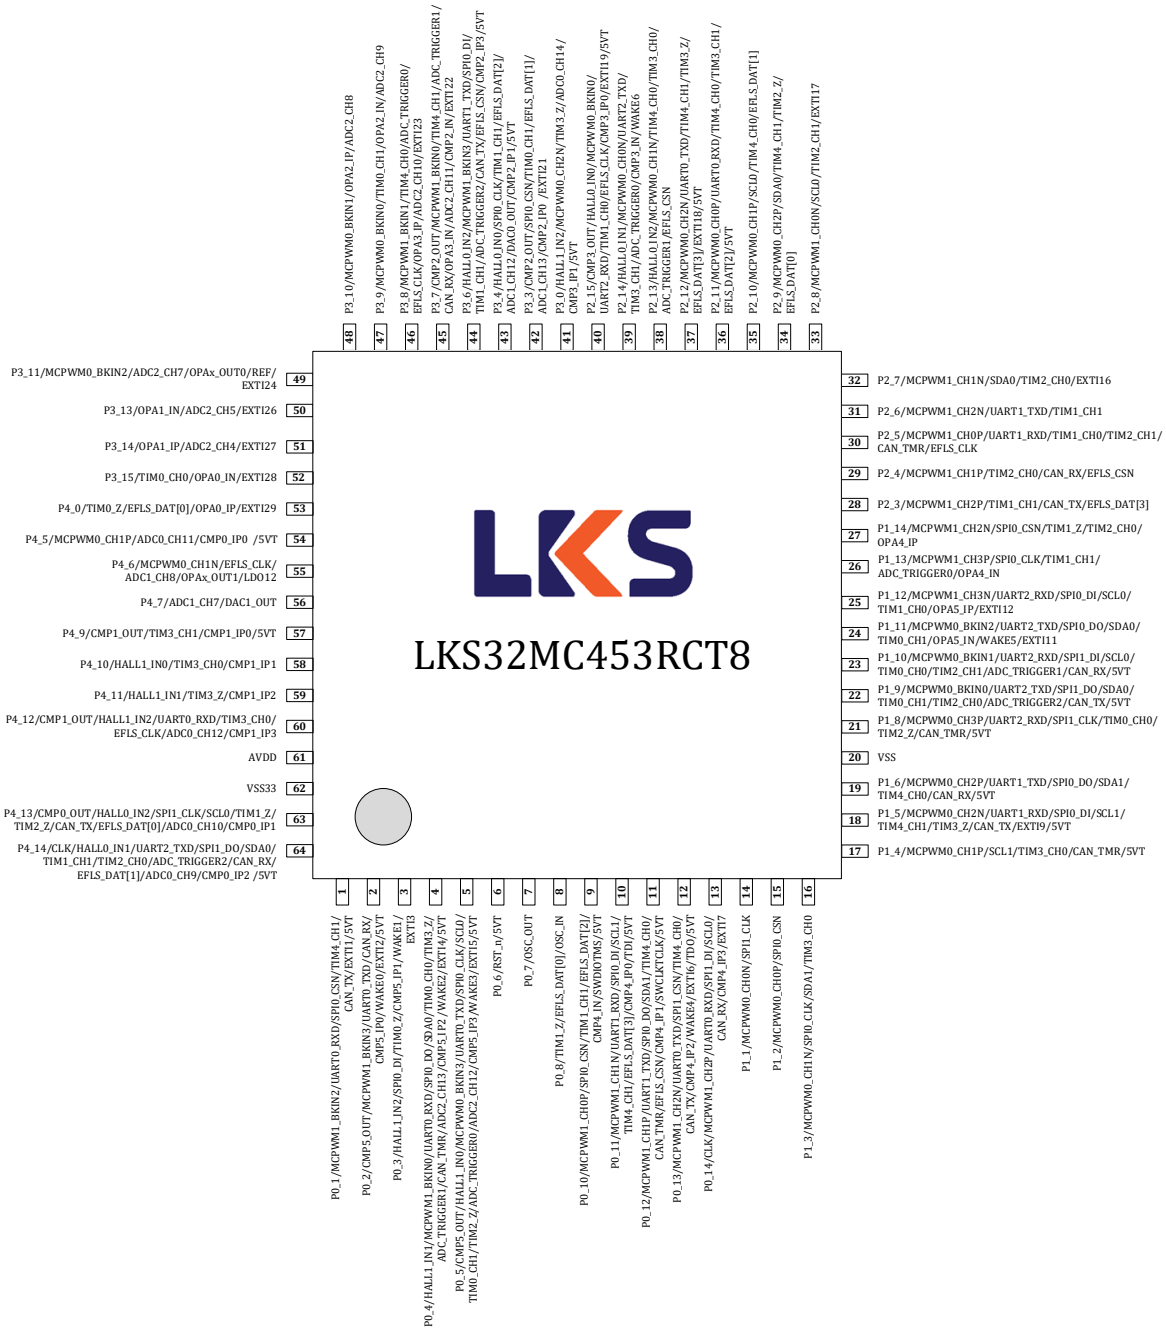 P3_10/MCPWM0_BKIN1/OPA2_IP/ADC2_CH8
P3_9/MCPWM0_BKIN0/TIM0_CH1/OPA2_IN/ADC2_CH9
P3_8/MCPWM1_BKIN1/TIM4_CH0/ADC_TRIGGER0/
EFLS_CLK/OPA3_IP/ADC2_CH10/EXTI23
P3_7/CMP2_OUT/MCPWM1_BKIN0/TIM4_CH1/ADC_TRIGGER1/
CAN_RX/OPA3_IN/ADC2_CH11/CMP2_IN/EXTI22
P3_6/HALL0_IN2/MCPWM1_BKIN3/UART1_TXD/SPI0_DI/
TIM1_CH1/ADC_TRIGGER2/CAN_TX/EFLS_CSN/CMP2_IP3/5VT
P3_4/HALL0_IN0/SPI0_CLK/TIM1_CH1/EFLS_DAT[2]/
ADC1_CH12/DAC0_OUT/CMP2_IP1/5VT
P3_3/CMP2_OUT/SPI0_CSN/TIM0_CH1/EFLS_DAT[1]/
ADC1_CH13/CMP2_IP0 /EXTI21
P3_0/HALL1_IN2/MCPWM0_CH2N/TIM3_Z/ADC0_CH14/
CMP3_IP1/5VT
P2_15/CMP3_OUT/HALL0_IN0/MCPWM0_BKIN0/
UART2_RXD/TIM1_CH0/EFLS_CLK/CMP3_IP0/EXTI19/5VT
P2_14/HALL0_IN1/MCPWM0_CH0N/UART2_TXD/
TIM3_CH1/ADC_TRIGGER0/CMP3_IN/WAKE6
P2_13/HALL0_IN2/MCPWM0_CH1N/TIM4_CH0/TIM3_CH0/
ADC_TRIGGER1/EFLS_CSN
P2_12/MCPWM0_CH2N/UART0_TXD/TIM4_CH1/TIM3_Z/
EFLS_DAT[3]/EXTI18/5VT
P2_11/MCPWM0_CH0P/UART0_RXD/TIM4_CH0/TIM3_CH1/
EFLS_DAT[2]/5VT
P2_10/MCPWM0_CH1P/SCL0/TIM4_CH0/EFLS_DAT[1]
P2_9/MCPWM0_CH2P/SDA0/TIM4_CH1/TIM2_Z/
EFLS_DAT[0]
P2_8/MCPWM1_CH0N/SCL0/TIM2_CH1/EXTI17
48
47
46
45
44
43
42
41
40
39
38
37
36
35
34
33
P3_11/MCPWM0_BKIN2/ADC2_CH7/OPAx_OUT0/REF/
EXTI24
49
P3_13/OPA1_IN/ADC2_CH5/EXTI26
50
P3_14/OPA1_IP/ADC2_CH4/EXTI27
51
P3_15/TIM0_CH0/OPA0_IN/EXTI28
52
P4_0/TIM0_Z/EFLS_DAT[0]/OPA0_IP/EXTI29
53
P4_5/MCPWM0_CH1P/ADC0_CH11/CMP0_IP0 /5VT
54
P4_6/MCPWM0_CH1N/EFLS_CLK/
ADC1_CH8/OPAx_OUT1/LDO12
55
P4_7/ADC1_CH7/DAC1_OUT
56
P4_9/CMP1_OUT/TIM3_CH1/CMP1_IP0/5VT
57
P4_10/HALL1_IN0/TIM3_CH0/CMP1_IP1
58
P4_11/HALL1_IN1/TIM3_Z/CMP1_IP2
59
P4_12/CMP1_OUT/HALL1_IN2/UART0_RXD/TIM3_CH0/
EFLS_CLK/ADC0_CH12/CMP1_IP3
60
AVDD
61
VSS33
62
P4_13/CMP0_OUT/HALL0_IN2/SPI1_CLK/SCL0/TIM1_Z/
TIM2_Z/CAN_TX/EFLS_DAT[0]/ADC0_CH10/CMP0_IP1
63
P4_14/CLK/HALL0_IN1/UART2_TXD/SPI1_DO/SDA0/
TIM1_CH1/TIM2_CH0/ADC_TRIGGER2/CAN_RX/
EFLS_DAT[1]/ADC0_CH9/CMP0_IP2 /5VT
64
LKS
LKS32MC453RCT8
32
P2_7/MCPWM1_CH1N/SDA0/TIM2_CH0/EXTI16
31
P2_6/MCPWM1_CH2N/UART1_TXD/TIM1_CH1
30
P2_5/MCPWM1_CH0P/UART1_RXD/TIM1_CH0/TIM2_CH1/
CAN_TMR/EFLS_CLK
29
P2_4/MCPWM1_CH1P/TIM2_CH0/CAN_RX/EFLS_CSN
28
P2_3/MCPWM1_CH2P/TIM1_CH1/CAN_TX/EFLS_DAT[3]
27
P1_14/MCPWM1_CH2N/SPI0_CSN/TIM1_Z/TIM2_CH0/
OPA4_IP
26
P1_13/MCPWM1_CH3P/SPI0_CLK/TIM1_CH1/
ADC_TRIGGER0/OPA4_IN
25
P1_12/MCPWM1_CH3N/UART2_RXD/SPI0_DI/SCL0/
TIM1_CH0/OPA5_IP/EXTI12
24
P1_11/MCPWM0_BKIN2/UART2_TXD/SPI0_DO/SDA0/
TIM0_CH1/OPA5_IN/WAKE5/EXTI11
23
P1_10/MCPWM0_BKIN1/UART2_RXD/SPI1_DI/SCL0/
TIM0_CH0/TIM2_CH1/ADC_TRIGGER1/CAN_RX/5VT
22
P1_9/MCPWM0_BKIN0/UART2_TXD/SPI1_DO/SDA0/
TIM0_CH1/TIM2_CH0/ADC_TRIGGER2/CAN_TX/5VT
21
P1_8/MCPWM0_CH3P/UART2_RXD/SPI1_CLK/TIM0_CH0/
TIM2_Z/CAN_TMR/5VT
20
VSS
19
P1_6/MCPWM0_CH2P/UART1_TXD/SPI0_DO/SDA1/
TIM4_CH0/CAN_RX/5VT
18
P1_5/MCPWM0_CH2N/UART1_RXD/SPI0_DI/SCL1/
TIM4_CH1/TIM3_Z/CAN_TX/EXTI9/5VT
17
P1_4/MCPWM0_CH1P/SCL1/TIM3_CH0/CAN_TMR/5VT
1
2
3
4
5
6
7
8
9
10
11
12
13
14
15
16
P0_1/MCPWM1_BKIN2/UART0_RXD/SPI0_CSN/TIM4_CH1/
CAN_TX/EXTI1/5VT
P0_2/CMP5_OUT/MCPWM1_BKIN3/UART0_TXD/CAN_RX/
CMP5_IP0/WAKE0/EXTI2/5VT
P0_3/HALL1_IN2/SPI0_DI/TIM0_Z/CMP5_IP1/WAKE1/
EXTI3
P0_4/HALL1_IN1/MCPWM1_BKIN0/UART0_RXD/SPI0_DO/SDA0/TIM0_CH0/TIM3_Z/
ADC_TRIGGER1/CAN_TMR/ADC2_CH13/CMP5_IP2 /WAKE2/EXTI4/5VT
P0_5/CMP5_OUT/HALL1_IN0/MCPWM0_BKIN3/UART0_TXD/SPI0_CLK/SCL0/
TIM0_CH1/TIM2_Z/ADC_TRIGGER0/ADC2_CH12/CMP5_IP3/WAKE3/EXTI5/5VT
P0_6/RST_n/5VT
P0_7/OSC_OUT
P0_8/TIM1_Z/EFLS_DAT[0]/OSC_IN
P0_10/MCPWM1_CH0P/SPI0_CSN/TIM1_CH1/EFLS_DAT[2]/
CMP4_IN/SWDIOTMS/5VT
P0_11/MCPWM1_CH1N/UART1_RXD/SPI0_DI/SCL1/
TIM4_CH1/EFLS_DAT[3]/CMP4_IP0/TDI/5VT
P0_12/MCPWM1_CH1P/UART1_TXD/SPI0_DO/SDA1/TIM4_CH0/
CAN_TMR/EFLS_CSN/CMP4_IP1/SWCLKTCLK/5VT
P0_13/MCPWM1_CH2N/UART0_TXD/SPI1_CSN/TIM4_CH0/
CAN_TX/CMP4_IP2/WAKE4/EXTI6/TDO/5VT
P0_14/CLK/MCPWM1_CH2P/UART0_RXD/SPI1_DI/SCL0/
CAN_RX/CMP4_IP3/EXTI7
P1_1/MCPWM0_CH0N/SPI1_CLK
P1_2/MCPWM0_CH0P/SPI0_CSN
P1_3/MCPWM0_CH1N/SPI0_CLK/SDA1/TIM3_CH0